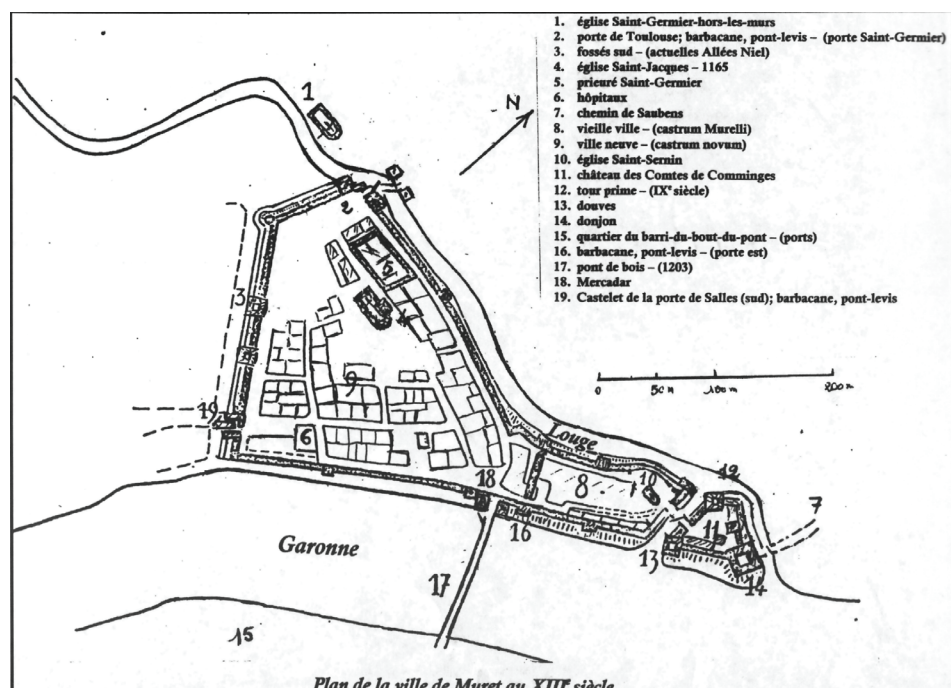 1. église Saint-Germier-hors-les-murs
2. porte de Toulouse; barbacane, pont-levis – (porte Saint-Germier)
3. fossés sud – (actuelles Allées Niel)
4. église Saint-Jacques – 1165
5. prieuré Saint-Germier
6. hôpitaux
7. chemin de Saubens
8. vieille ville – (castrum Murelli)
9. ville neuve – (castrum novum)
10. église Saint-Sernin
11. château des Comtes de Comminges
12. tour prime – (IXe siècle)
13. douves
14. donjon
15. quartier du barri-du-bout-du-pont – (ports)
16. barbacane, pont-levis – (porte est)
17. pont de bois – (1203)
18. Mercadar
19. Castelet de la porte de Salles (sud); barbacane, pont-levis
1
N
2
5
3
4
0 50 m 100 m 200 m
9
19
6
Louge
18
8
10
12
7
16
11
Garonne
13
14
17
15
Plan de la ville de Muret au XIIIe siècle